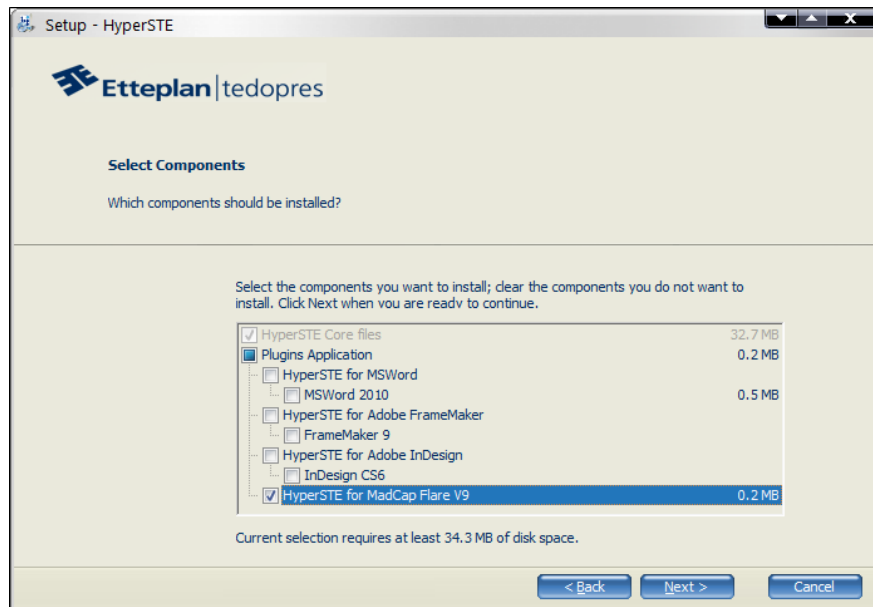 Setup - HyperSTE
Etteplan|tedopres
Select Components
Which components should be installed?
Select the components you want to install; clear the components you do not want to
install. Click Next when you are ready to continue.
HyperSTE Core files 32.7 MB
Plugins Application 0.2 MB
HyperSTE for MSWord
MSWord 2010 0.5 MB
HyperSTE for Adobe FrameMaker
FrameMaker 9
HyperSTE for Adobe InDesign
InDesign CS6
HyperSTE for MadCap Flare V9 0.2 MB
Current selection requires at least 34.3 MB of disk space.
< Back Next > Cancel